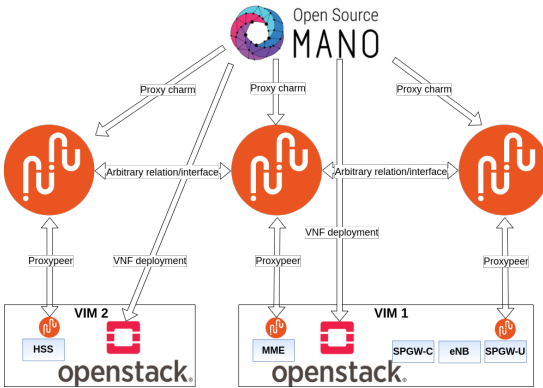 Open Source
MANO
Proxy charm
Proxy charm
Proxy charm
Arbitrary relation/interface
Arbitrary relation/interface
VNF deployment
Proxypeer
VNF deployment
Proxypeer
Proxypeer
VIM 2
VIM 1
HSS
MME
SPGW-C
eNB
SPGW-U
openstack.
openstack.